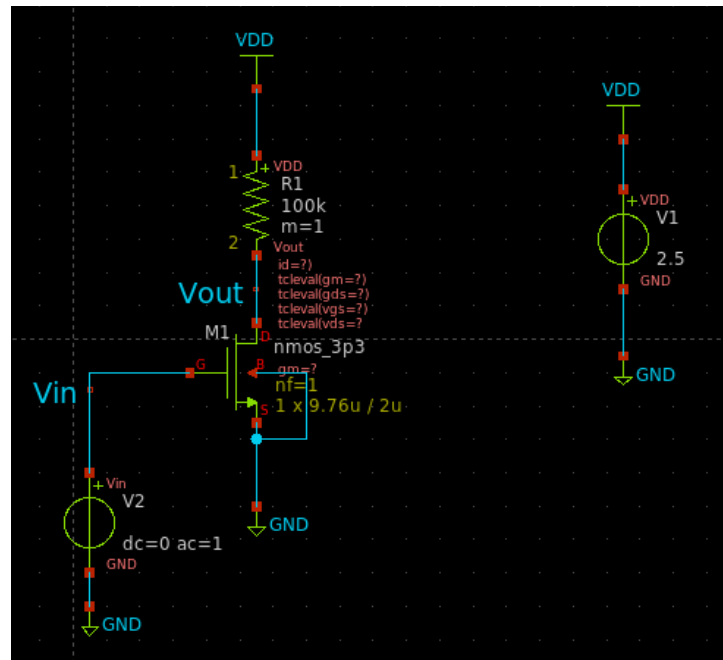 VDD
VDD
1
VDD
R1
100k
m=1
2
Vout
VDD
V1
2.5
GND
id=?)
tcleval(gm=?)
tcleval(gds=?)
tcleval(vgs=?)
tcleval(vds=?
Vout
M1
D
nmos_3p3
G
B
gm=?
nf=1
S
1 x 9.76u / 2u
GND
Vin
Vin
V2
dc=0 ac=1
GND
GND
GND